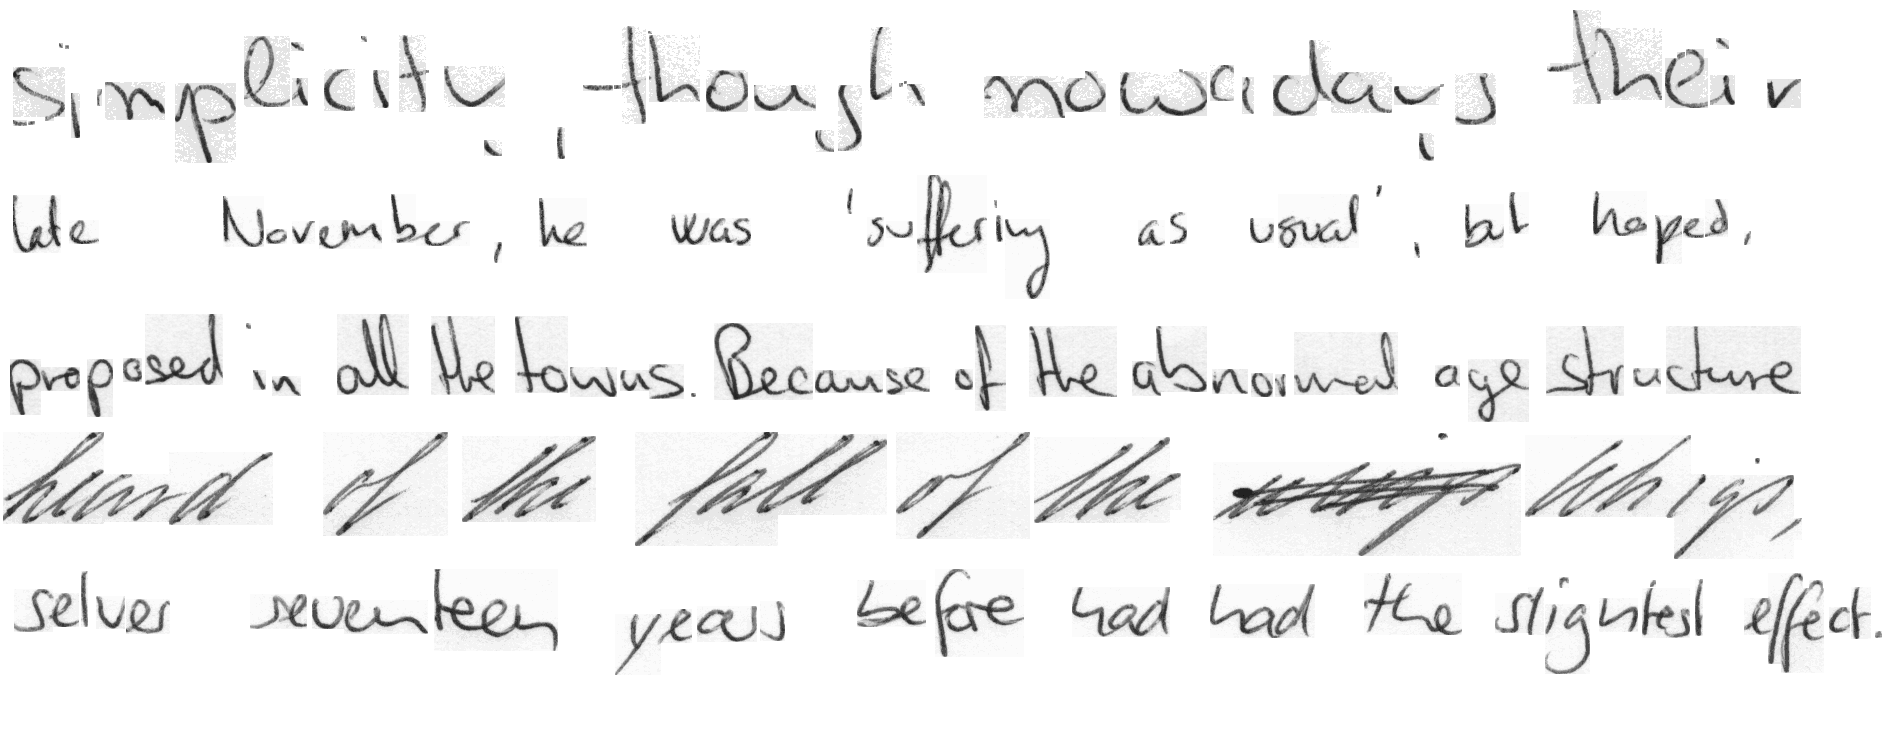 simplicity, though nowadays their
late November, he was 'suffering as usual', but hoped,
proposed in all the towns. Because of the abnormal age structure
heard of the fall of the Whigs,
selves seventeen years before had had the slightest effect.